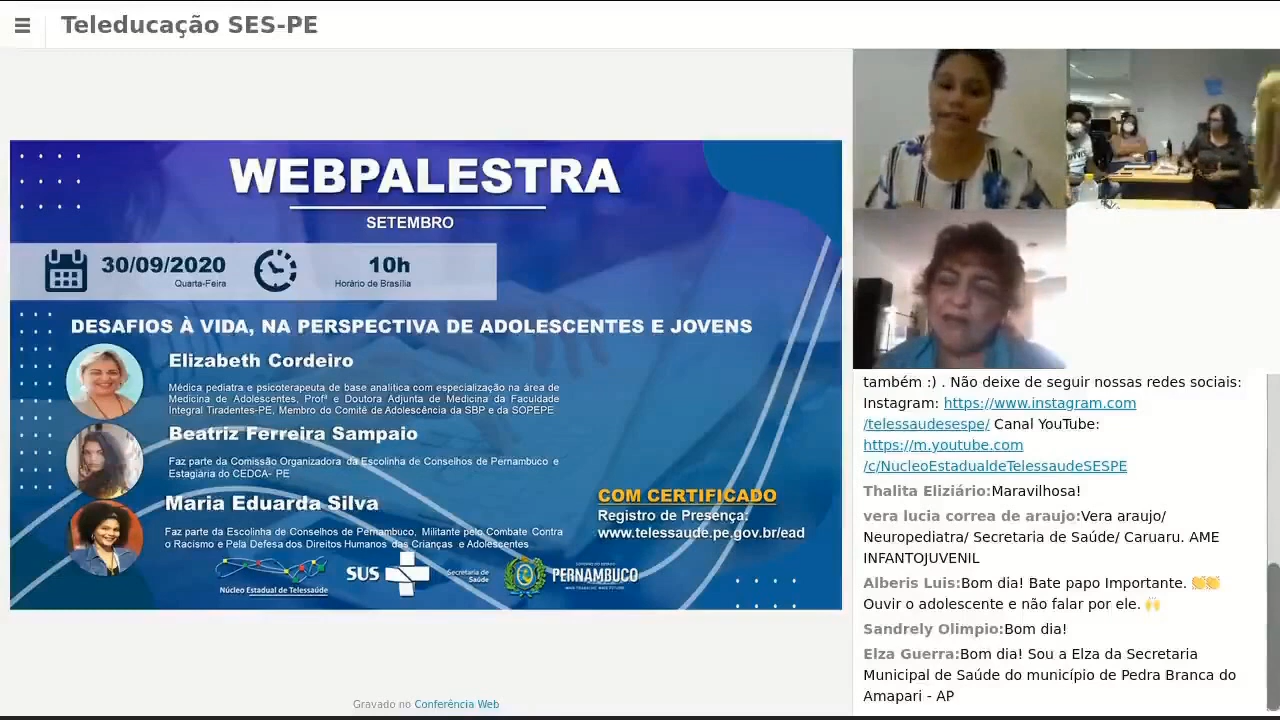 Teleducação SES-PE
WEBPALESTRA
SETEMBRO
30/09/2020
Quarta-Feira
10h
Horário de Brasília
DESAFIOS À VIDA, NA PERSPECTIVA DE ADOLESCENTES E JOVENS
Elizabeth Cordeiro
Médica pediatra e psicoterapeuta de base analítica com especialização na área de
Medicina de Adolescentes, Profª e Doutora Adjunta de Medicina da Faculdade
Integral Tiradentes-PE, Membro do Comitê de Adolescência da SBP e da SOPEPE
Beatriz Ferreira Sampaio
Faz parte da Comissão Organizadora da Escolinha de Conselhos de Pernambuco e
Estagiária do CEDCA- PE
Maria Eduarda Silva
Faz parte da Escolinha de Conselhos de Pernambuco, Militante pelo Combate Contra
o Racismo e Pela Defesa dos Direitos Humanos das Crianças e Adolescentes
COM CERTIFICADO
Registro de Presença:
www.telessaude.pe.gov.br/ead
Núcleo Estadual de Telessaúde
SUS
Secretaria de
Saúde
PERNAMBUCO
Gravado no Conferência Web
também :) . Não deixe de seguir nossas redes sociais:
Instagram: https://www.instagram.com
/telessaudesespe/ Canal YouTube:
https://m.youtube.com
/c/NucleoEstadualdeTelessaudeSESPE
Thalita Eliziário:Maravilhosa!
vera lucia correa de araujo:Vera araujo/
Neuropediatra/ Secretaria de Saúde/ Caruaru. AME
INFANTOJUVENIL
Alberis Luis:Bom dia! Bate papo Importante. 👏👏
Ouvir o adolescente e não falar por ele. 🙌
Sandrely Olimpio:Bom dia!
Elza Guerra:Bom dia! Sou a Elza da Secretaria
Municipal de Saúde do município de Pedra Branca do
Amapari - AP